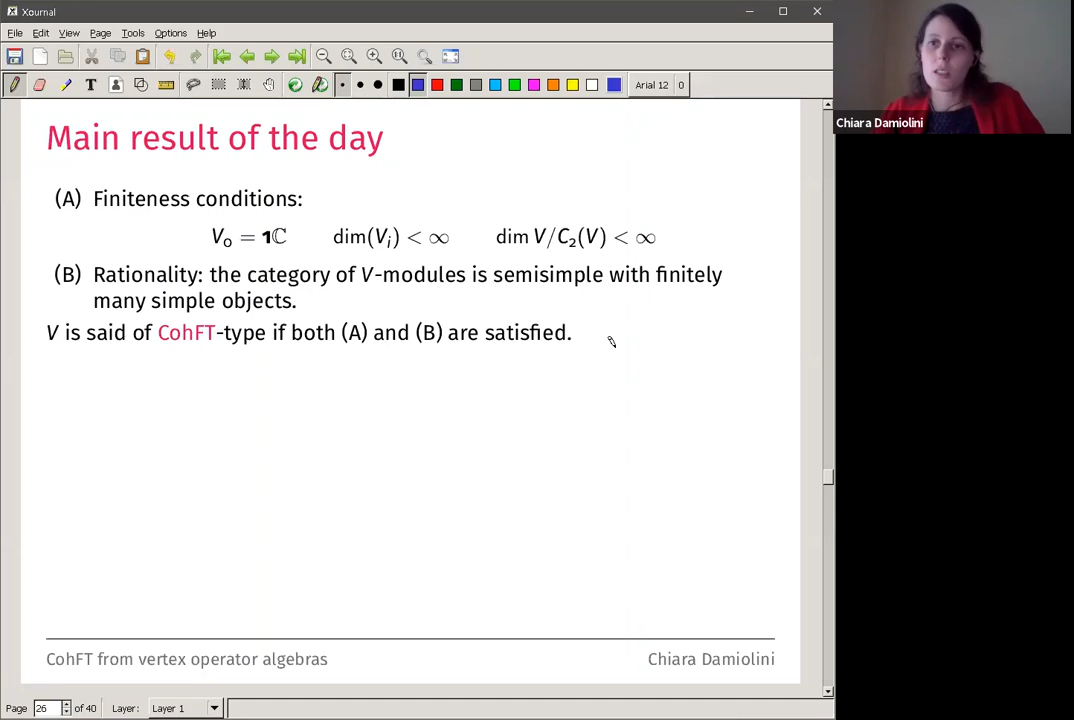 Xournal
File Edit View Page Tools Options Help
Arial 12 0
Chiara Damiolini
Main result of the day
(A) Finiteness conditions:
V₀ = 𝟏ℂ dim(Vᵢ) < ∞ dim V/C₂(V) < ∞
(B) Rationality: the category of V-modules is semisimple with finitely
many simple objects.
V is said of CohFT-type if both (A) and (B) are satisfied.
CohFT from vertex operator algebras Chiara Damiolini
Page 26 of 40 Layer: Layer 1